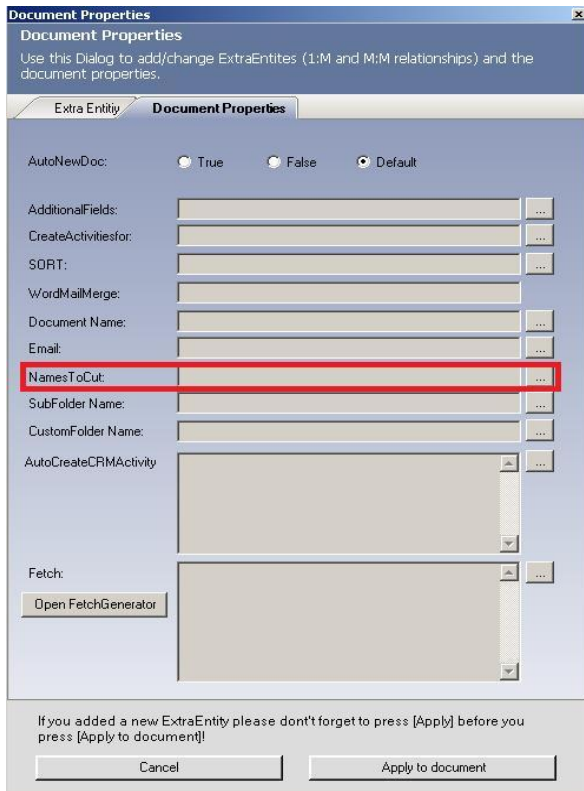 Document Properties
Document Properties
Use this Dialog to add/change ExtraEntites (1:M and M:M relationships) and the
document properties.
Extra Entitiy Document Properties
AutoNewDoc: True False Default
AdditionalFields: ...
CreateActivitiesfor: ...
SORT: ...
WordMailMerge:
Document Name: ...
Email: ...
NamesToCut: ...
SubFolder Name: ...
CustomFolder Name: ...
AutoCreateCRMActivity ...
Fetch: ...
Open FetchGenerator
If you added a new ExtraEntity please dont't forget to press [Apply] before you
press [Apply to document]!
Cancel Apply to document